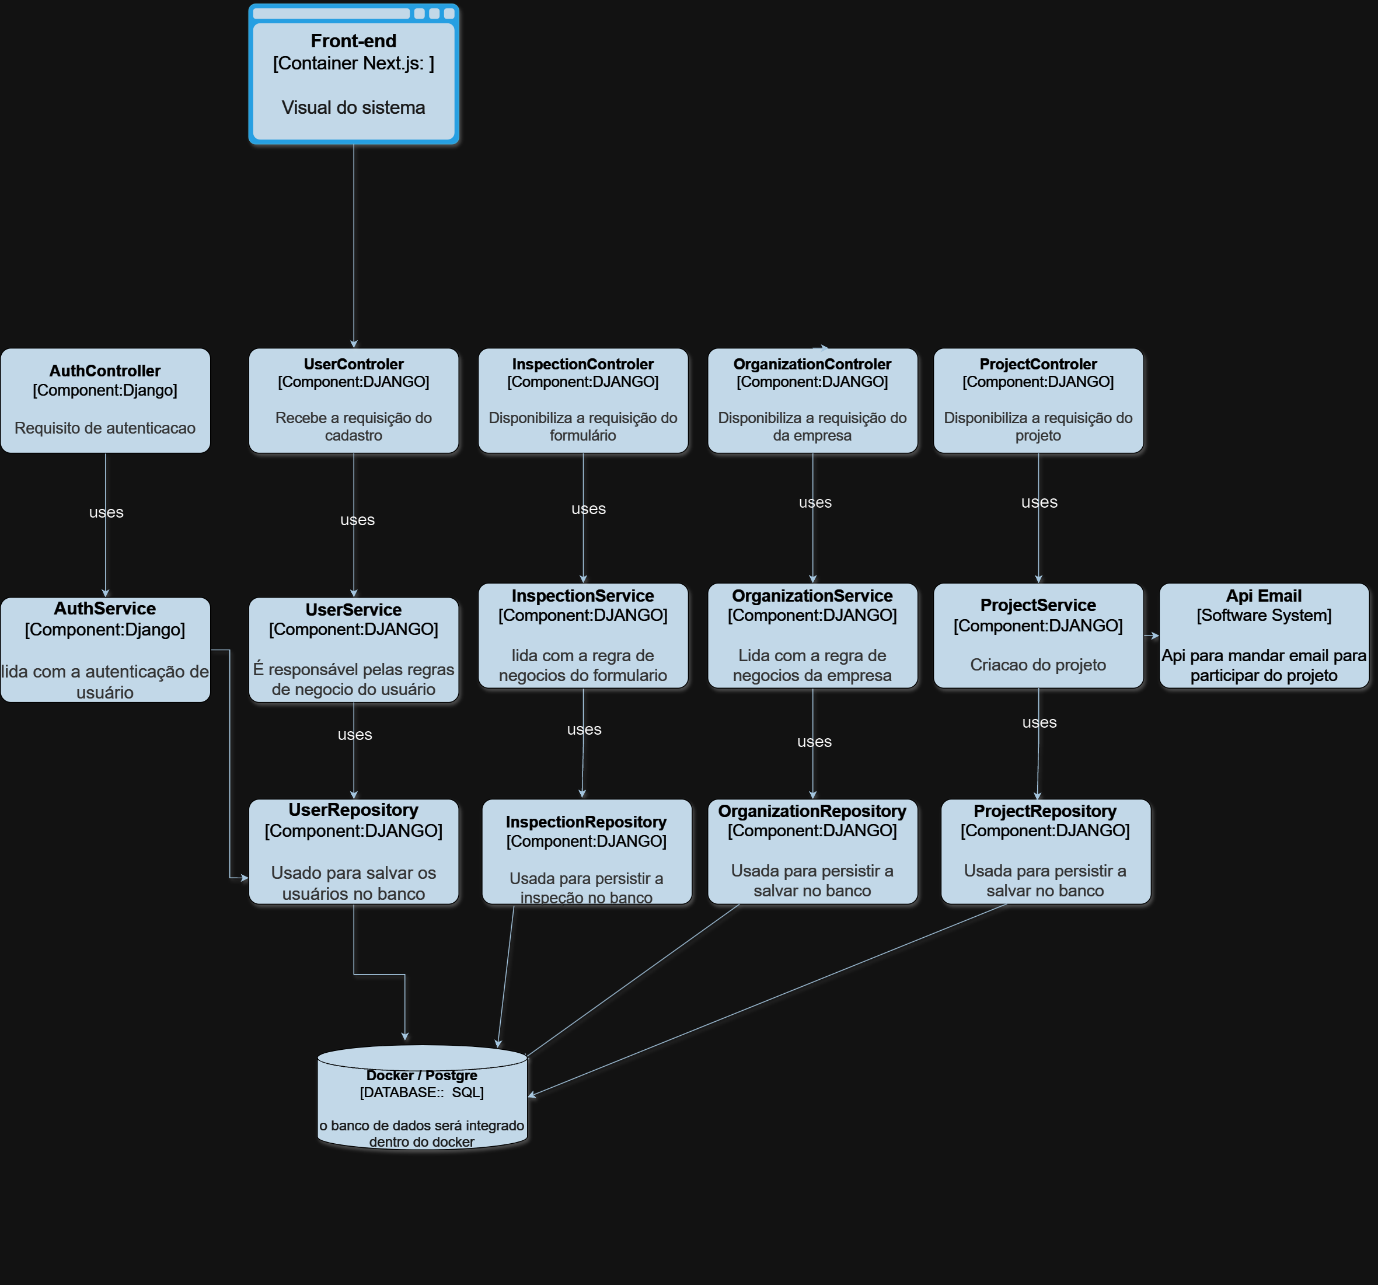 Front-end
[Container Next.js: ]
Visual do sistema
AuthController
[Component:Django]
Requisito de autenticacao
UserControler
[Component:DJANGO]
Recebe a requisição do
cadastro
InspectionControler
[Component:DJANGO]
Disponibiliza a requisição do
formulário
OrganizationControler
[Component:DJANGO]
Disponibiliza a requisição do
da empresa
ProjectControler
[Component:DJANGO]
Disponibiliza a requisição do
projeto
uses
uses
uses
uses
uses
AuthService
[Component:Django]
lida com a autenticação de
usuário
UserService
[Component:DJANGO]
É responsável pelas regras
de negocio do usuário
InspectionService
[Component:DJANGO]
lida com a regra de
negocios do formulario
OrganizationService
[Component:DJANGO]
Lida com a regra de
negocios da empresa
ProjectService
[Component:DJANGO]
Criacao do projeto
Api Email
[Software System]
Api para mandar email para
participar do projeto
uses
uses
uses
uses
UserRepository
[Component:DJANGO]
Usado para salvar os
usuários no banco
InspectionRepository
[Component:DJANGO]
Usada para persistir a
inspeção no banco
OrganizationRepository
[Component:DJANGO]
Usada para persistir a
salvar no banco
ProjectRepository
[Component:DJANGO]
Usada para persistir a
salvar no banco
Docker / Postgre
[DATABASE:: SQL]
o banco de dados será integrado
dentro do docker